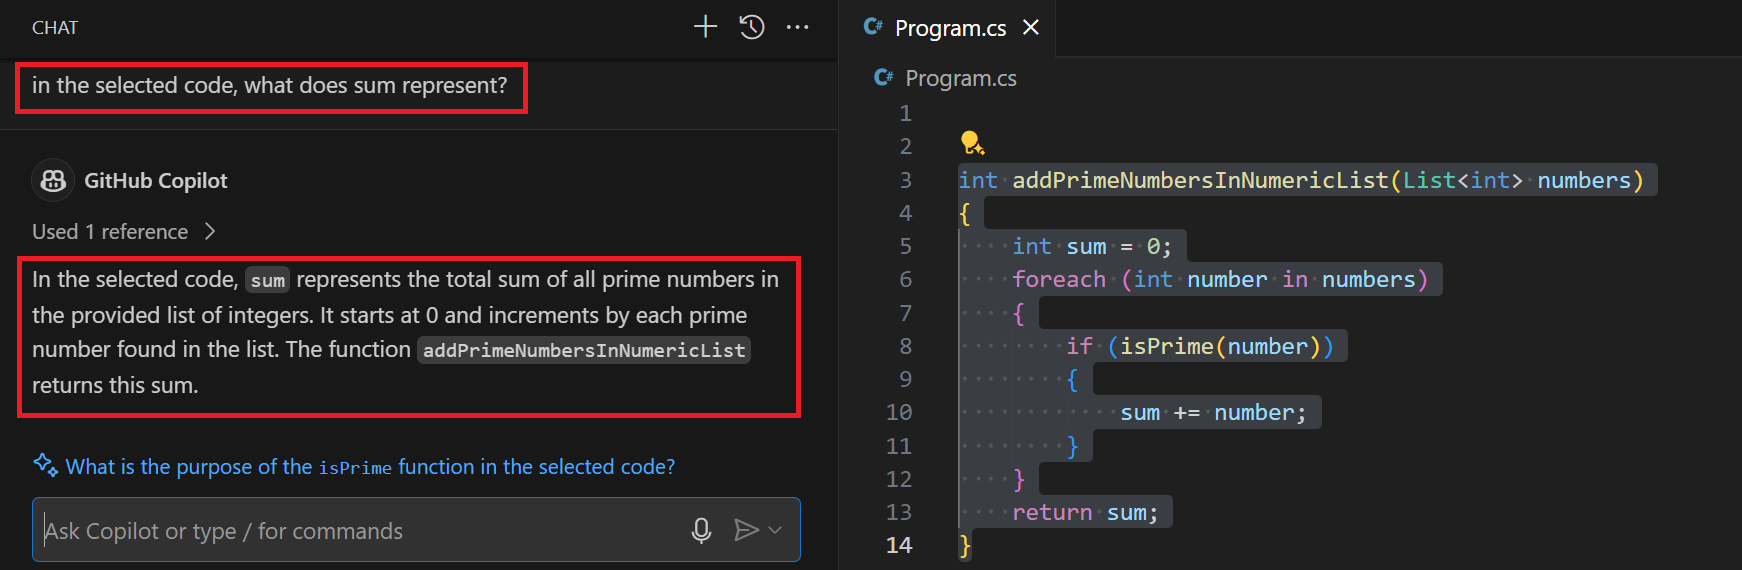 CHAT
in the selected code, what does sum represent?
GitHub Copilot
Used 1 reference
In the selected code, sum represents the total sum of all prime numbers in
the provided list of integers. It starts at 0 and increments by each prime
number found in the list. The function addPrimeNumbersInNumericList
returns this sum.
What is the purpose of the isPrime function in the selected code?
Ask Copilot or type / for commands
C# Program.cs
C# Program.cs
1
2
3 int addPrimeNumbersInNumericList(List<int> numbers)
4 {
5     int sum = 0;
6     foreach (int number in numbers)
7     {
8         if (isPrime(number))
9         {
10             sum += number;
11         }
12     }
13     return sum;
14 }